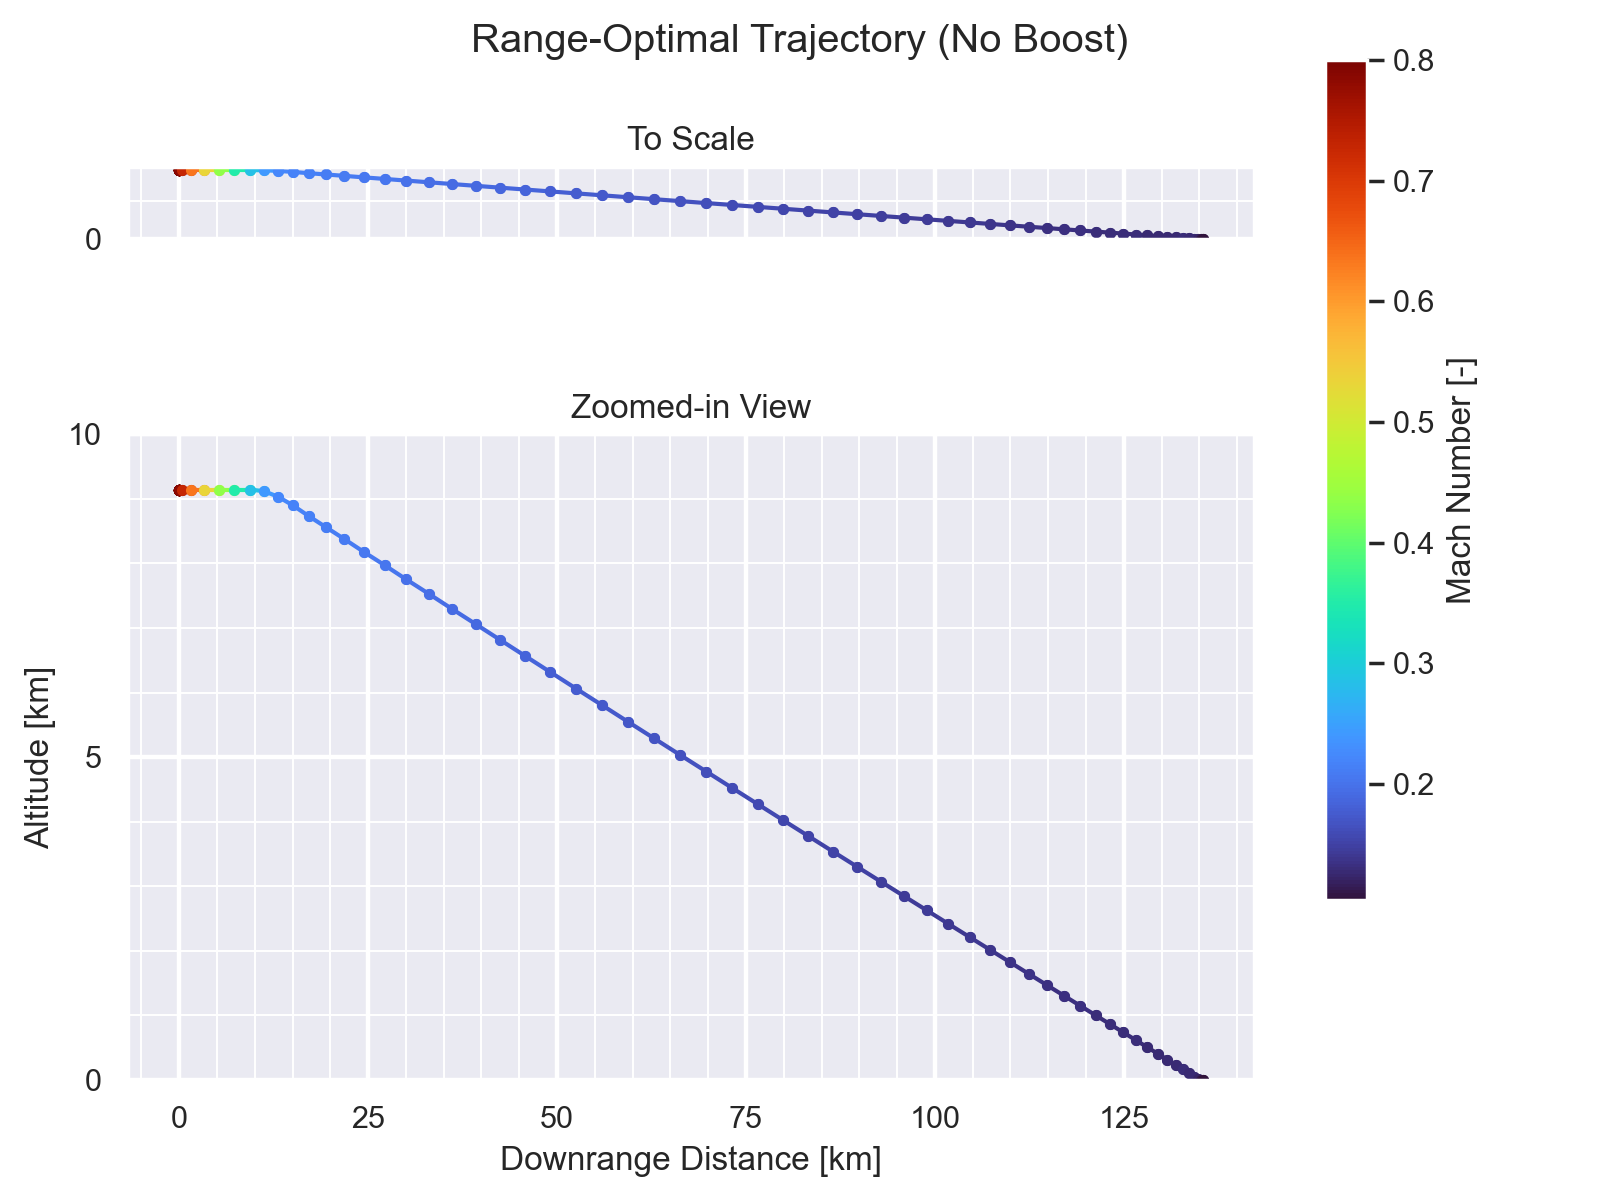 Range-Optimal Trajectory (No Boost)
To Scale
0
Zoomed-in View
10
5
0
Altitude [km]
0 25 50 75 100 125
Downrange Distance [km]
0.8
0.7
0.6
0.5
0.4
0.3
0.2
Mach Number [-]